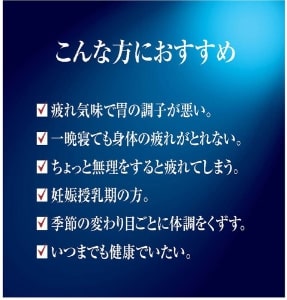 こんな方におすすめ
疲れ気味で胃の調子が悪い。
一晩寝ても身体の疲れがとれない。
ちょっと無理をすると疲れてしまう。
妊娠授乳期の方。
季節の変わり目ごとに体調をくずす。
いつまでも健康でいたい。